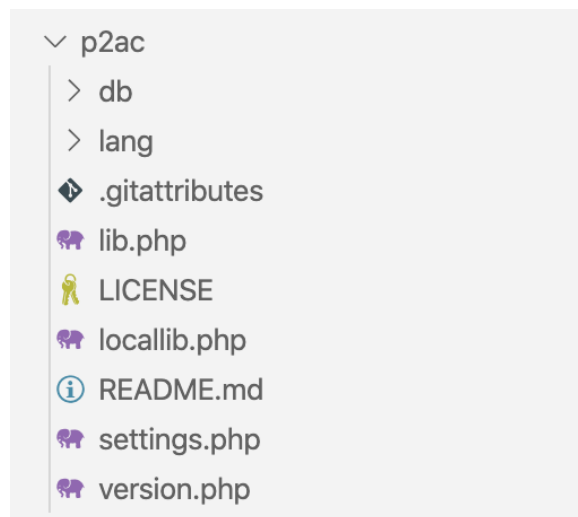 p2ac
db
lang
.gitattributes
lib.php
LICENSE
locallib.php
README.md
settings.php
version.php